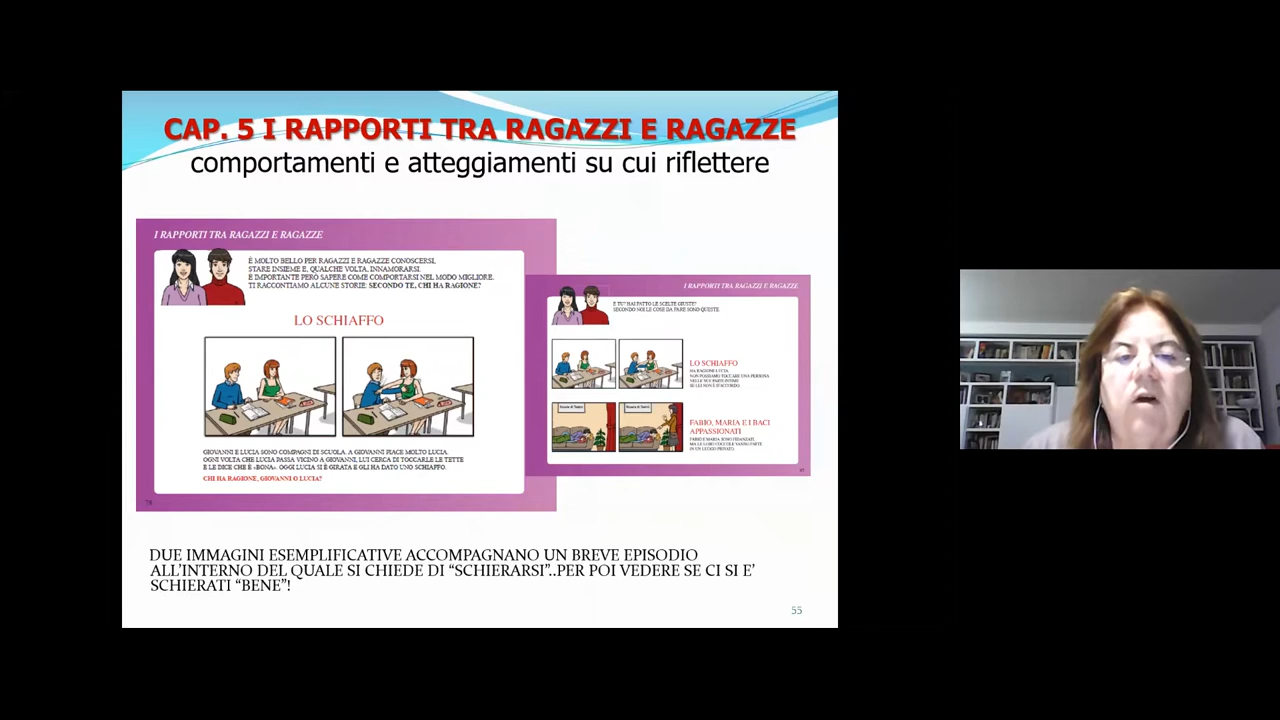 CAP. 5 I RAPPORTI TRA RAGAZZI E RAGAZZE
comportamenti e atteggiamenti su cui riflettere
I RAPPORTI TRA RAGAZZI E RAGAZZE
È MOLTO BELLO PER RAGAZZI E RAGAZZE CONOSCERSI,
STARE INSIEME E, QUALCHE VOLTA, INNAMORARSI.
È IMPORTANTE PERÒ SAPERE COME COMPORTARSI NEL MODO MIGLIORE.
TI RACCONTIAMO ALCUNE STORIE: SECONDO TE, CHI HA RAGIONE?
LO SCHIAFFO
GIOVANNI E LUCIA SONO COMPAGNI DI SCUOLA. A GIOVANNI PIACE MOLTO LUCIA.
OGNI VOLTA CHE LUCIA PASSA VICINO A GIOVANNI, LUI CERCA DI TOCCARLE LE TETTE
E LE DICE CHE È «BONA». OGGI LUCIA SI È GIRATA E GLI HA DATO UNO SCHIAFFO.
CHI HA RAGIONE, GIOVANNI O LUCIA?
78
I RAPPORTI TRA RAGAZZI E RAGAZZE
E TU? HAI FATTO LE SCELTE GIUSTE?
SECONDO NOI LE COSE DA FARE SONO QUESTE.
LO SCHIAFFO
HA RAGIONE LUCIA.
NON POSSIAMO TOCCARE UNA PERSONA
NELLE SUE PARTI INTIME
SE LEI NON È D'ACCORDO.
Scuola di Teatro
Scuola di Teatro
FABIO, MARIA E I BACI
APPASSIONATI
FABIO E MARIA SONO FIDANZATI,
MA LE LORO COCCOLE VANNO FATTE
IN UN LUOGO PRIVATO.
DUE IMMAGINI ESEMPLIFICATIVE ACCOMPAGNANO UN BREVE EPISODIO
ALL'INTERNO DEL QUALE SI CHIEDE DI “SCHIERARSI”..PER POI VEDERE SE CI SI E'
SCHIERATI “BENE”!
55